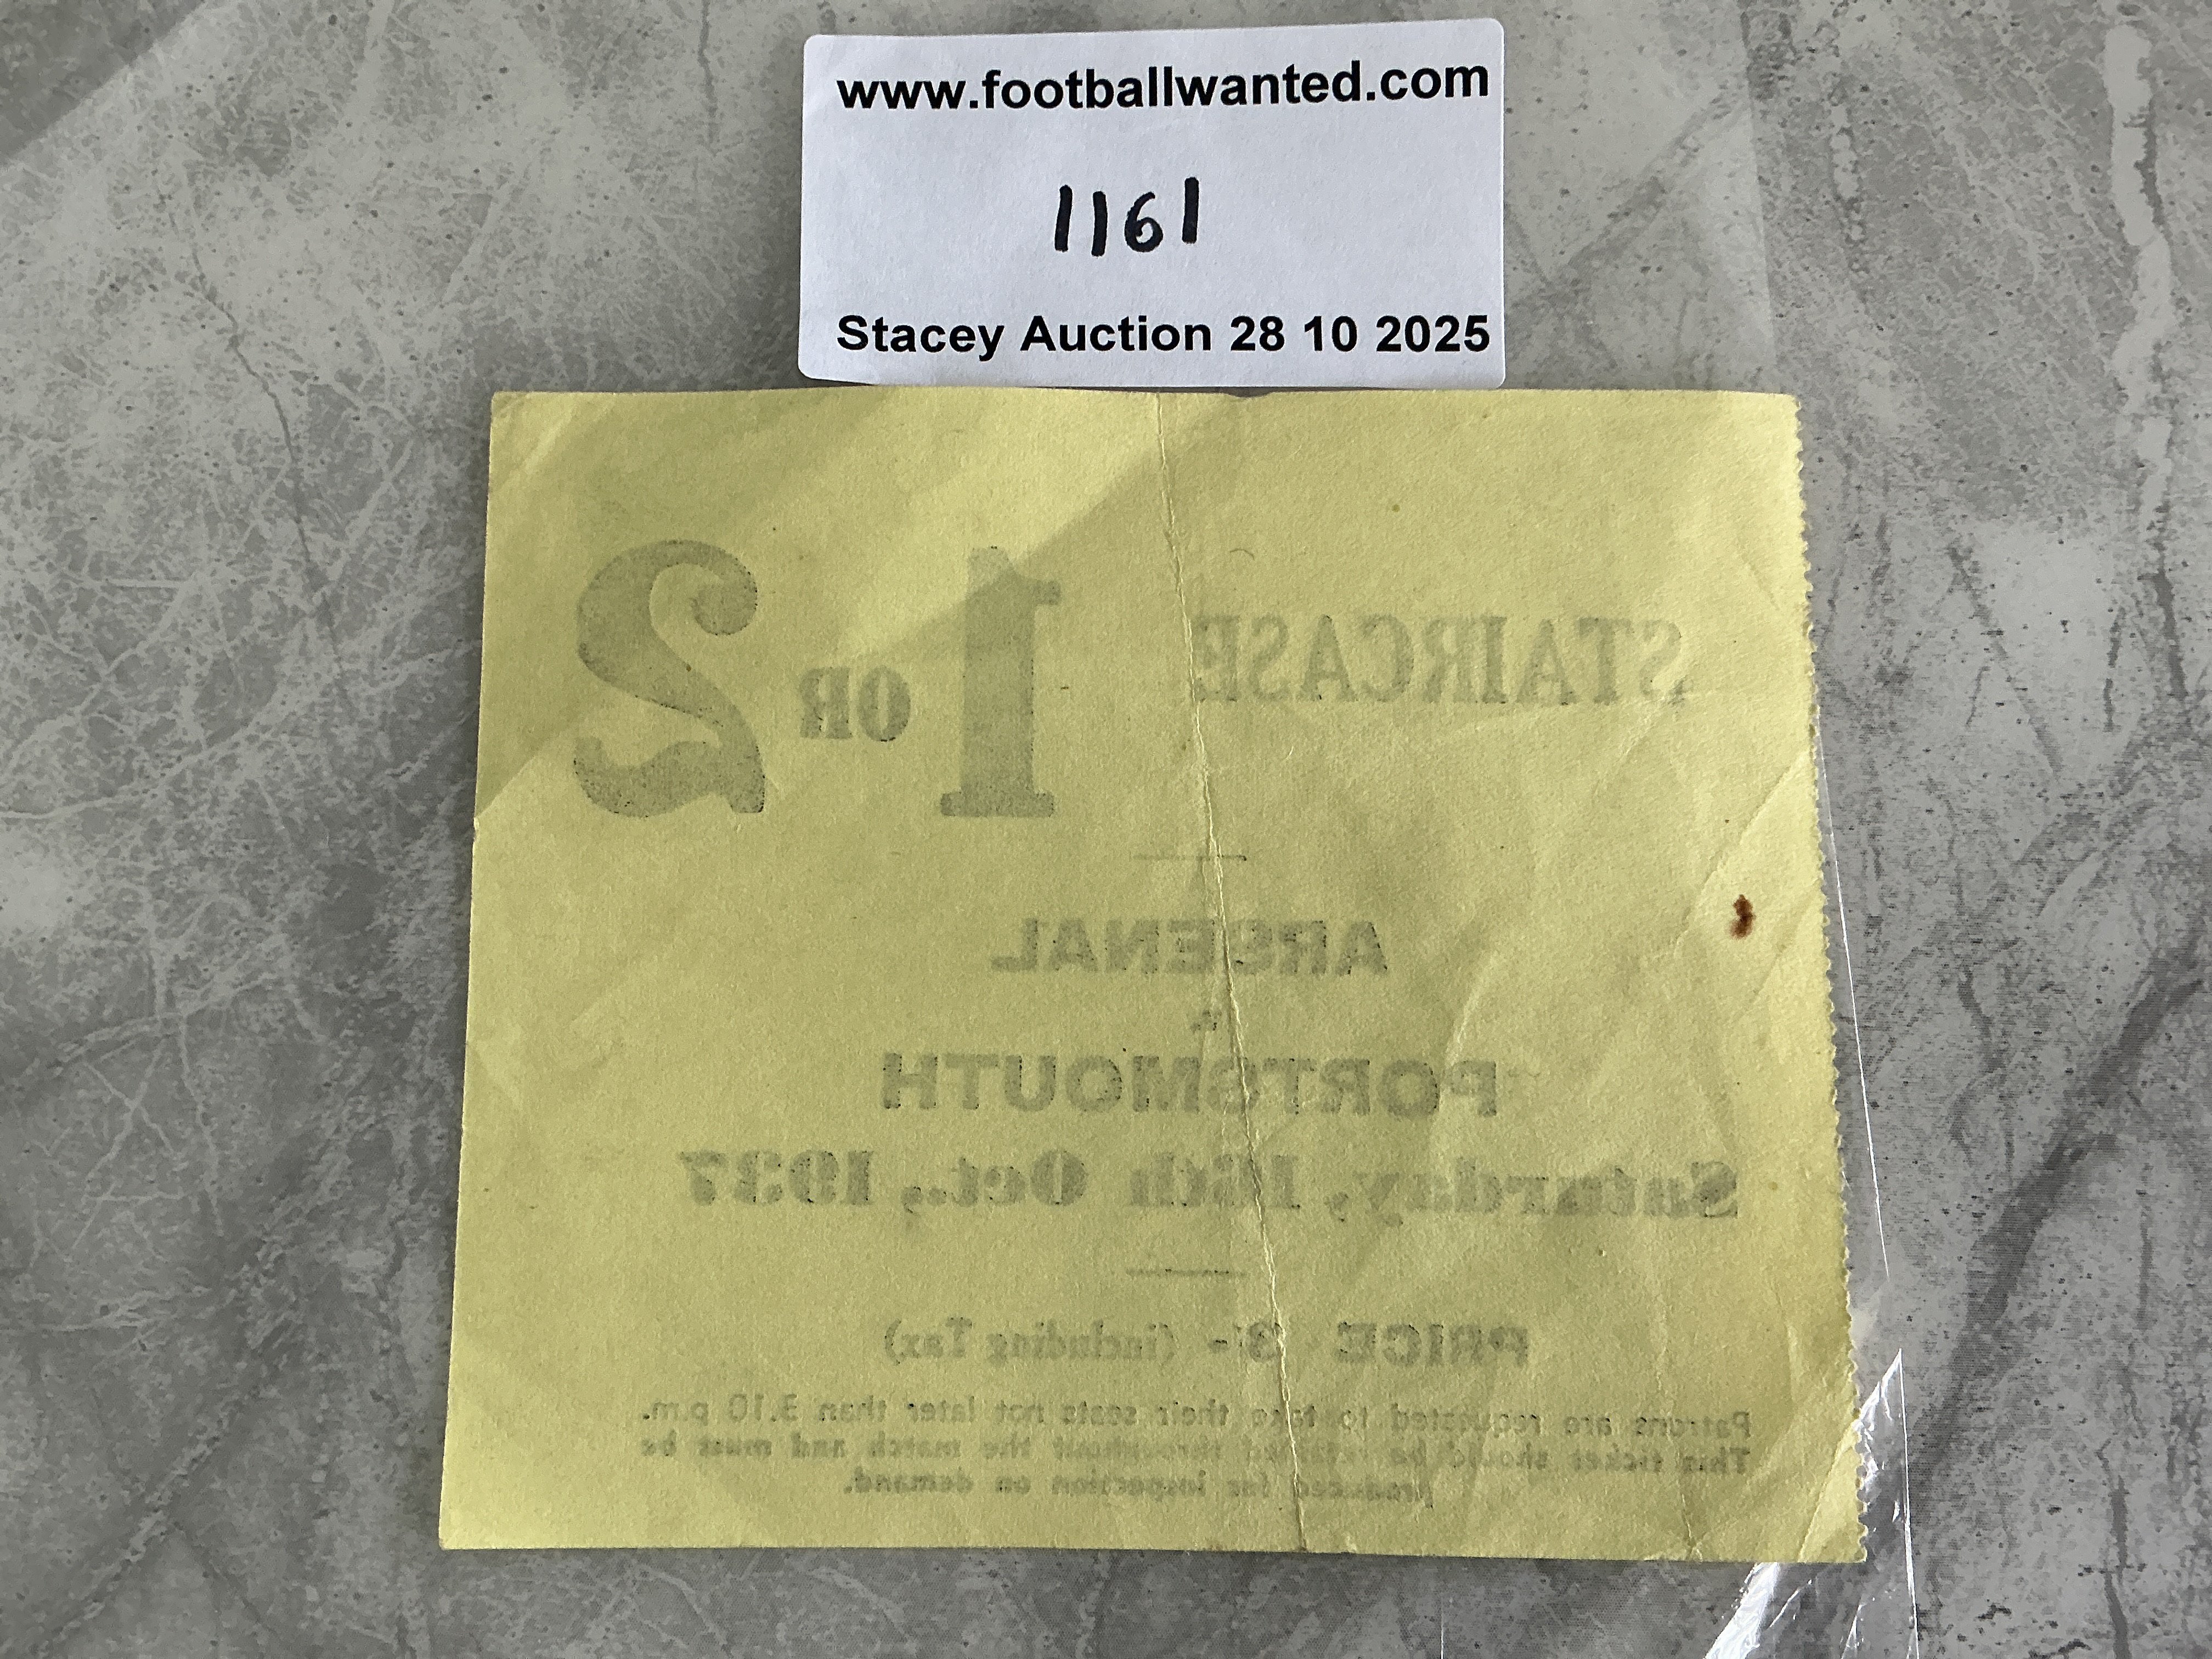 www.footballwanted.com
1161
Stacey Auction 28 10 2025
STAIRCASE 1 OR 2
ARSENAL
v.
PORTSMOUTH
Saturday, 16th Oct., 1937
PRICE 3/- (including Tax)
Patrons are requested to take their seats not later than 3.10 p.m.
This ticket should be retained throughout the match and must be
produced for inspection on demand.